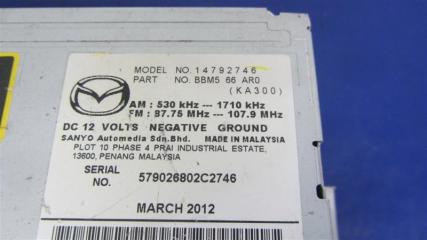 MODEL NO. 14792746
PART NO. BBM5 66 AR0
(KA300)
AM : 530 kHz --- 1710 kHz
FM : 87.75 MHz --- 107.9 MHz
DC 12 VOLTS NEGATIVE GROUND
SANYO Automedia Sdn.Bhd. MADE IN MALAYSIA
PLOT 10 PHASE 4 PRAI INDUSTRIAL ESTATE,
13600, PENANG MALAYSIA
SERIAL
NO. 579026802C2746
MARCH 2012